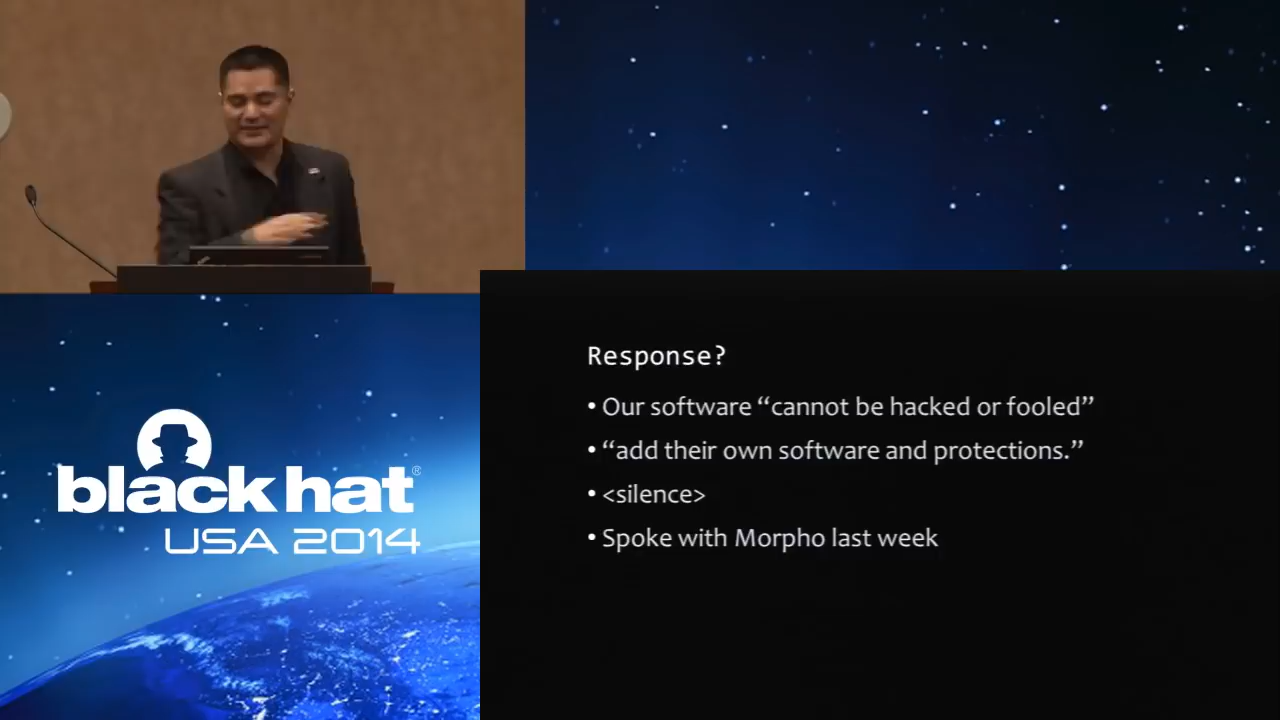 Response?
• Our software “cannot be hacked or fooled”
• “add their own software and protections.”
• <silence>
• Spoke with Morpho last week
black hat®
USA 2014